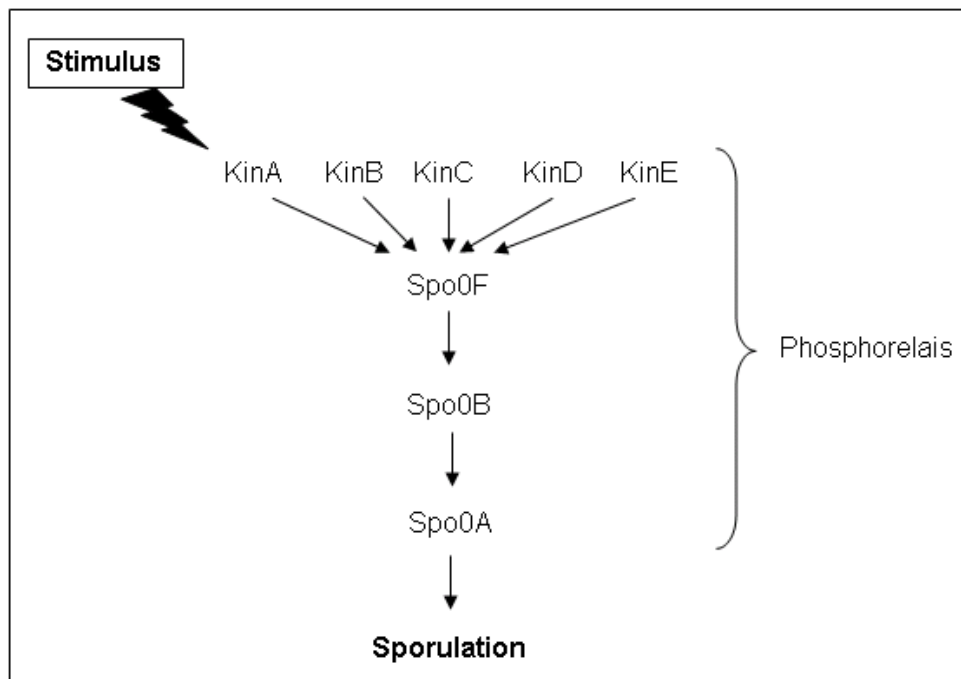 Stimulus
KinA KinB KinC KinD KinE
Spo0F
Phosphorelais
Spo0B
Spo0A
Sporulation